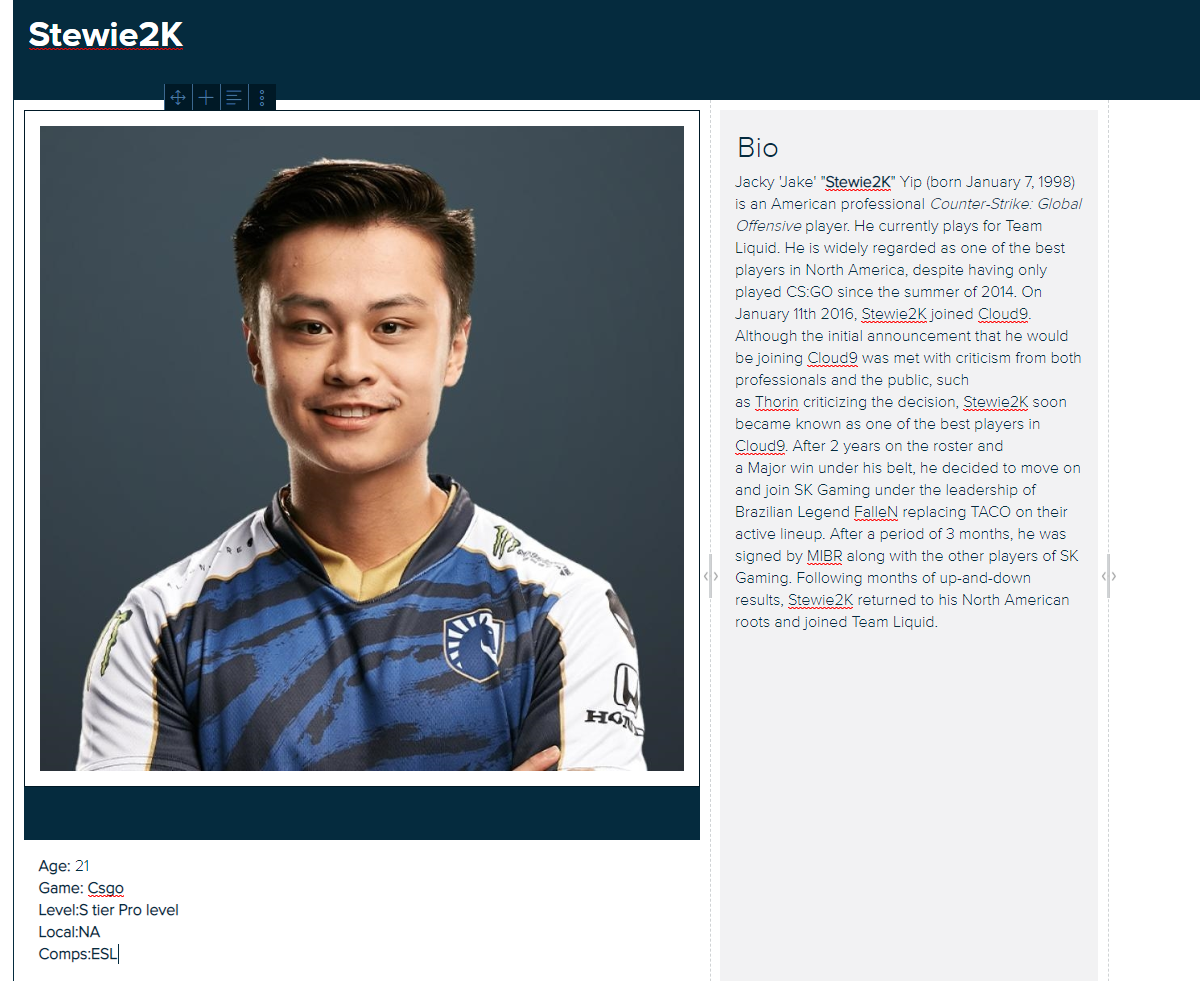 Stewie2K
Bio
Jacky 'Jake' "Stewie2K" Yip (born January 7, 1998)
is an American professional Counter-Strike: Global
Offensive player. He currently plays for Team
Liquid. He is widely regarded as one of the best
players in North America, despite having only
played CS:GO since the summer of 2014. On
January 11th 2016, Stewie2K joined Cloud9.
Although the initial announcement that he would
be joining Cloud9 was met with criticism from both
professionals and the public, such
as Thorin criticizing the decision, Stewie2K soon
became known as one of the best players in
Cloud9. After 2 years on the roster and
a Major win under his belt, he decided to move on
and join SK Gaming under the leadership of
Brazilian Legend FalleN replacing TACO on their
active lineup. After a period of 3 months, he was
signed by MIBR along with the other players of SK
Gaming. Following months of up-and-down
results, Stewie2K returned to his North American
roots and joined Team Liquid.
Age: 21
Game: Csgo
Level:S tier Pro level
Local:NA
Comps:ESL